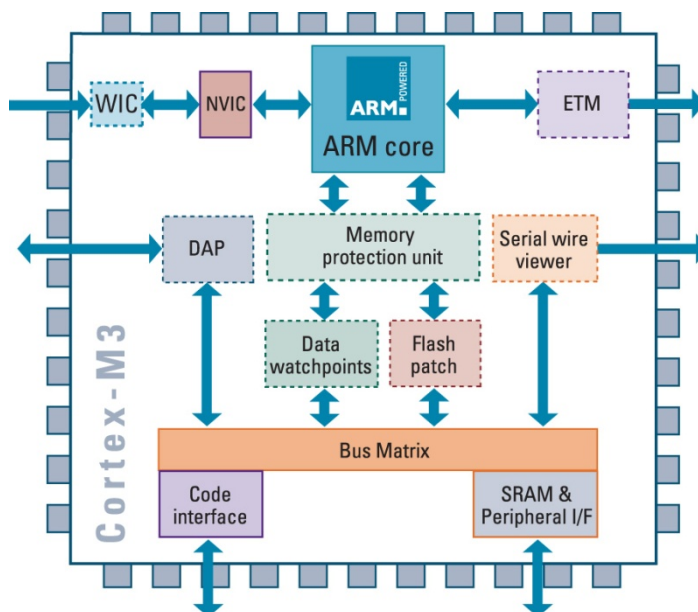 WIC
NVIC
ARM
POWERED
ARM core
ETM
DAP
Memory
protection unit
Serial wire
viewer
Data
watchpoints
Flash
patch
Bus Matrix
Code
interface
SRAM &
Peripheral I/F
Cortex-M3